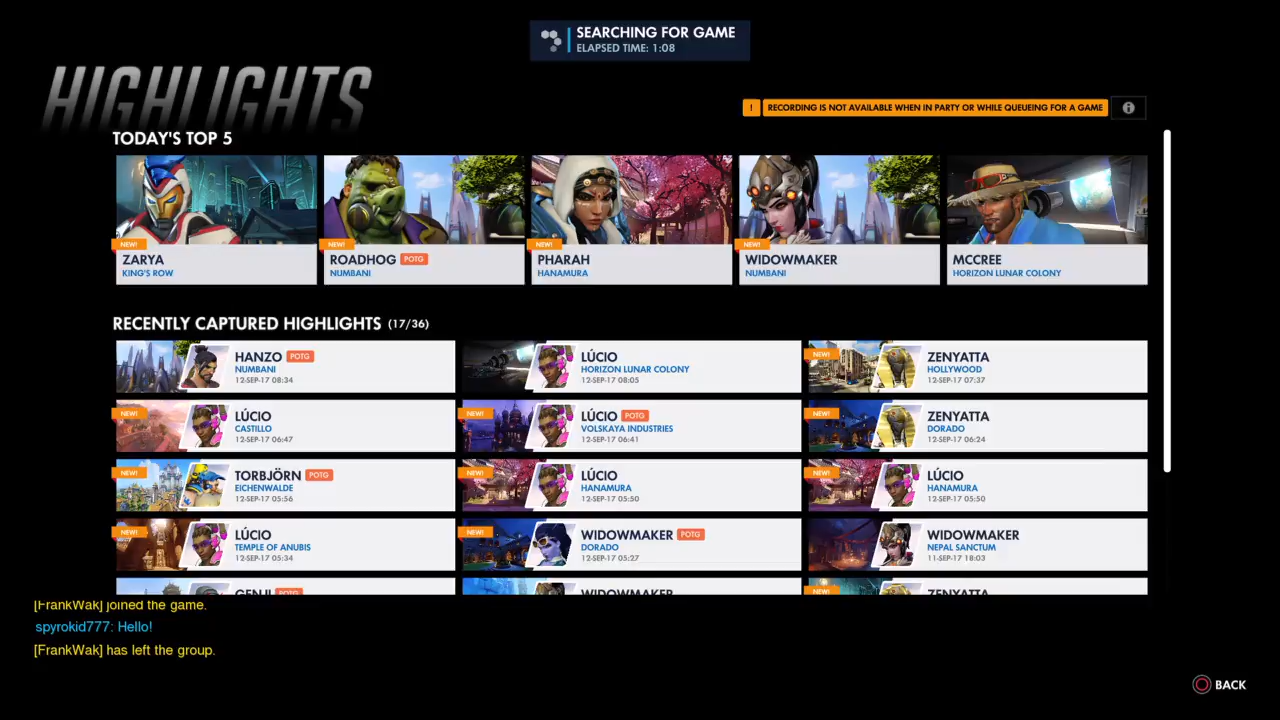 SEARCHING FOR GAME
ELAPSED TIME: 1:08
HIGHLIGHTS
! RECORDING IS NOT AVAILABLE WHEN IN PARTY OR WHILE QUEUEING FOR A GAME
TODAY'S TOP 5
NEW! NEW! NEW! NEW!
ZARYA ROADHOG POTG PHARAH WIDOWMAKER MCCREE
KING'S ROW NUMBANI HANAMURA NUMBANI HORIZON LUNAR COLONY
RECENTLY CAPTURED HIGHLIGHTS (17/36)
HANZO POTG LÚCIO NEW! ZENYATTA
NUMBANI HORIZON LUNAR COLONY HOLLYWOOD
12-SEP-17 08:34 12-SEP-17 08:05 12-SEP-17 07:37
NEW! LÚCIO NEW! LÚCIO POTG NEW! ZENYATTA
CASTILLO VOLSKAYA INDUSTRIES DORADO
12-SEP-17 06:47 12-SEP-17 06:41 12-SEP-17 06:24
NEW! TORBJÖRN POTG NEW! LÚCIO NEW! LÚCIO
EICHENWALDE HANAMURA HANAMURA
12-SEP-17 05:56 12-SEP-17 05:50 12-SEP-17 05:50
NEW! LÚCIO NEW! WIDOWMAKER POTG WIDOWMAKER
TEMPLE OF ANUBIS DORADO NEPAL SANCTUM
12-SEP-17 05:34 12-SEP-17 05:27 11-SEP-17 18:03
GENJI POTG WIDOWMAKER NEW! ZENYATTA
[FrankWak] joined the game.
spyrokid777: Hello!
[FrankWak] has left the group.
BACK